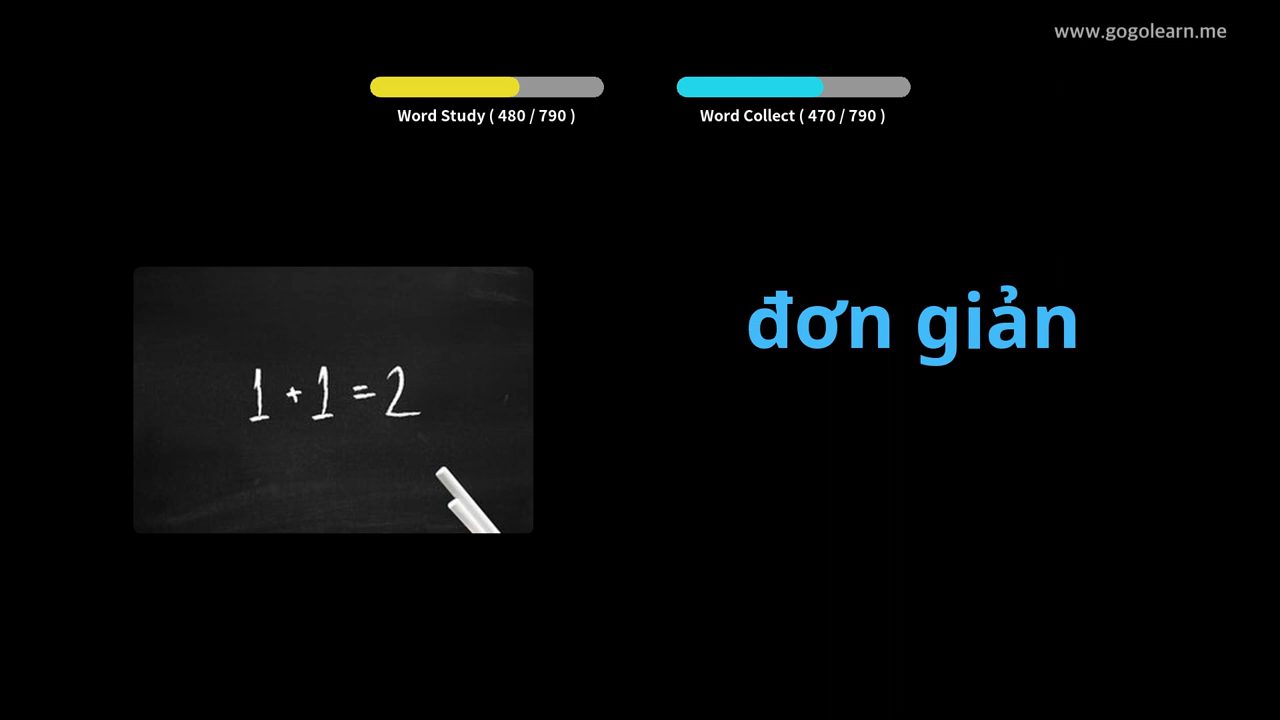 www.gogolearn.me
Word Study ( 480 / 790 )
Word Collect ( 470 / 790 )
đơn giản
1 + 1 = 2